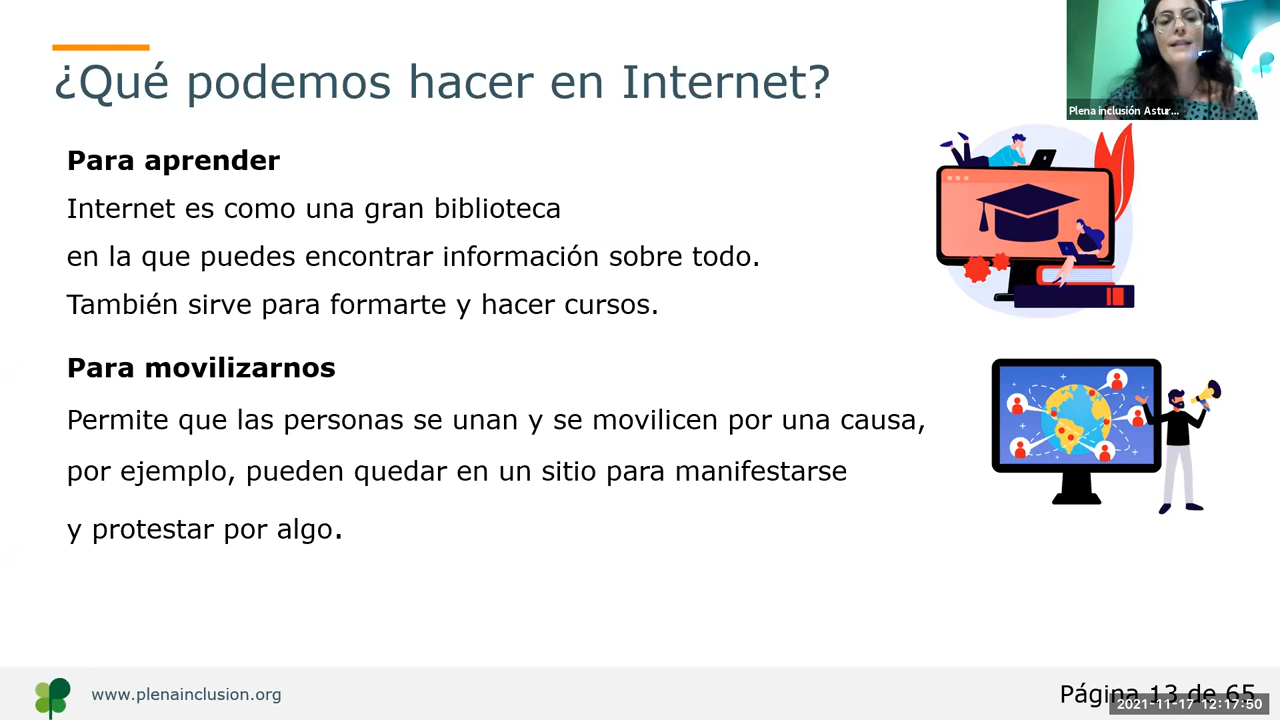 ¿Qué podemos hacer en Internet?
Plena inclusión Astur...
Para aprender
Internet es como una gran biblioteca
en la que puedes encontrar información sobre todo.
También sirve para formarte y hacer cursos.
Para movilizarnos
Permite que las personas se unan y se movilicen por una causa,
por ejemplo, pueden quedar en un sitio para manifestarse
y protestar por algo.
www.plenainclusion.org
Página 13 de 65
2021-11-17 12:17:50